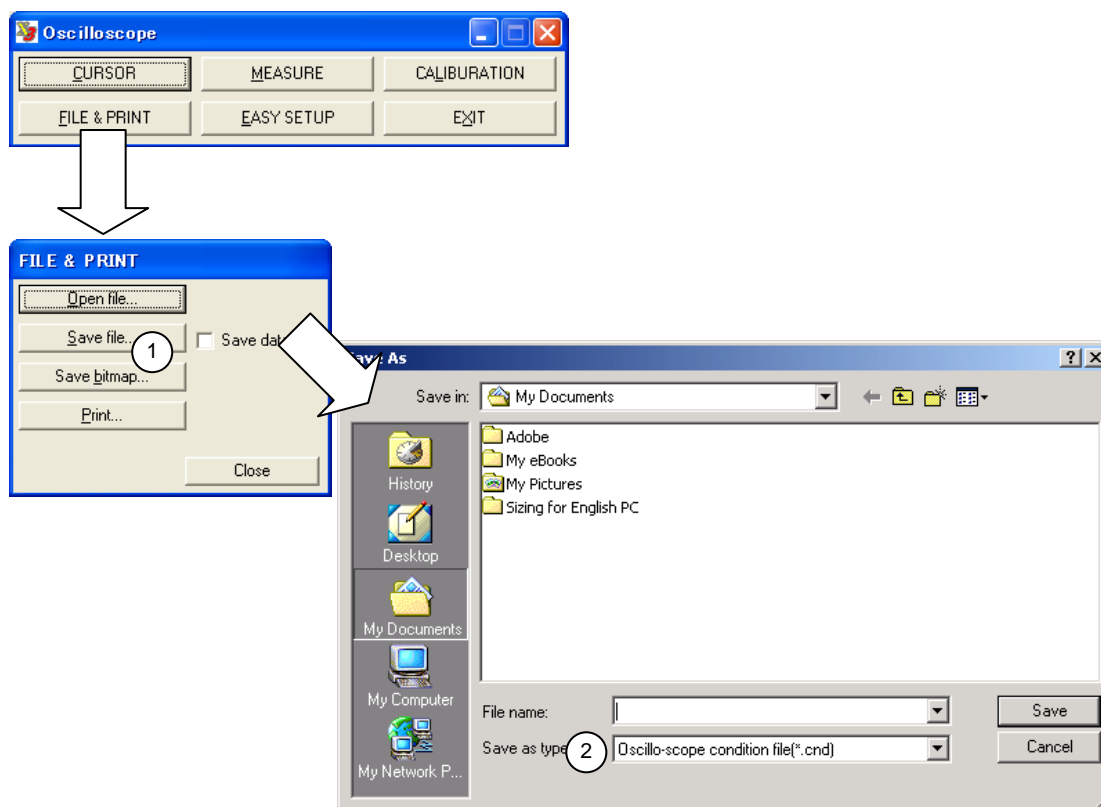 Oscilloscope
CURSOR MEASURE CALIBURATION
FILE & PRINT EASY SETUP EXIT
FILE & PRINT
Open file...
Save file..
1
Save bitmap...
Print...
Close
Save As
Save in: My Documents
History
Desktop
My Documents
My Computer
My Network P...
Adobe
My eBooks
My Pictures
Sizing for English PC
File name: Save
Save as type 2 Oscillo-scope condition file(*.cnd) Cancel